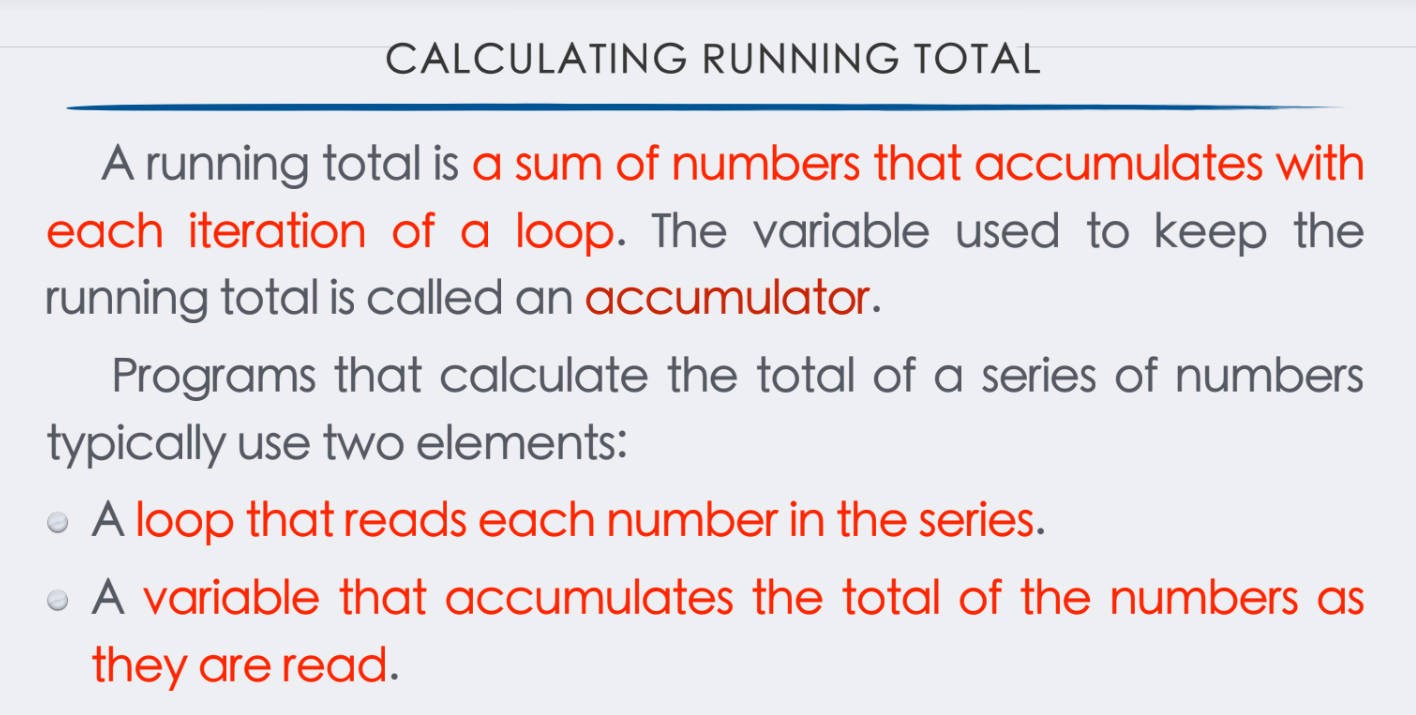 CALCULATING RUNNING TOTAL
A running total is a sum of numbers that accumulates with
each iteration of a loop. The variable used to keep the
running total is called an accumulator.
Programs that calculate the total of a series of numbers
typically use two elements:
A loop that reads each number in the series.
A variable that accumulates the total of the numbers as
they are read.